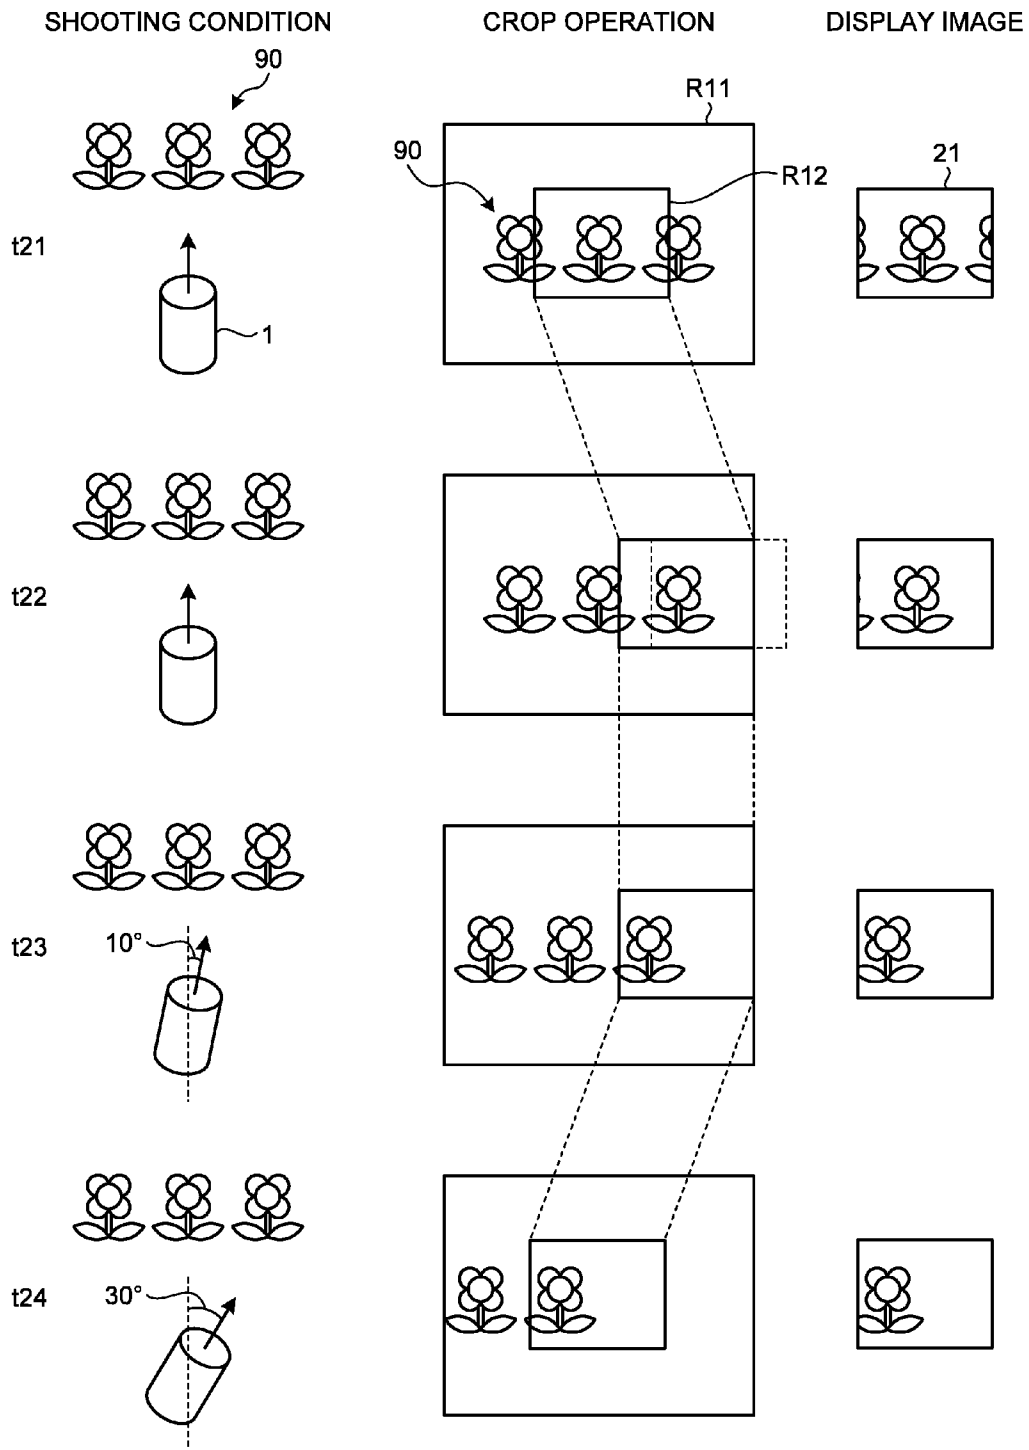 SHOOTING CONDITION
CROP OPERATION
DISPLAY IMAGE
90
R11
90
R12
21
t21
1
t22
t23
10°
t24
30°